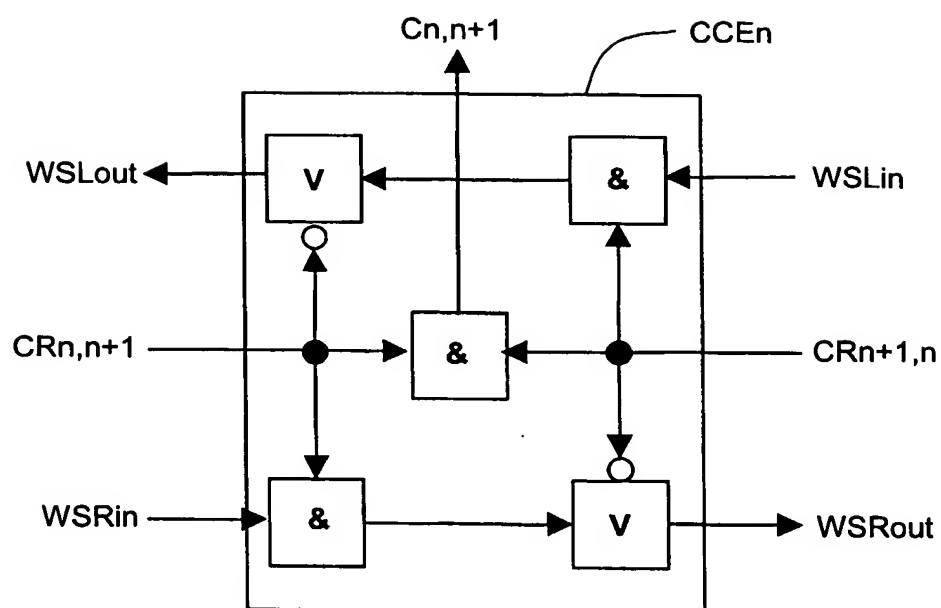 Cn,n+1
CCEn
WSLout
V
&
WSLin
CRn,n+1
&
CRn+1,n
WSRin
&
V
WSRout